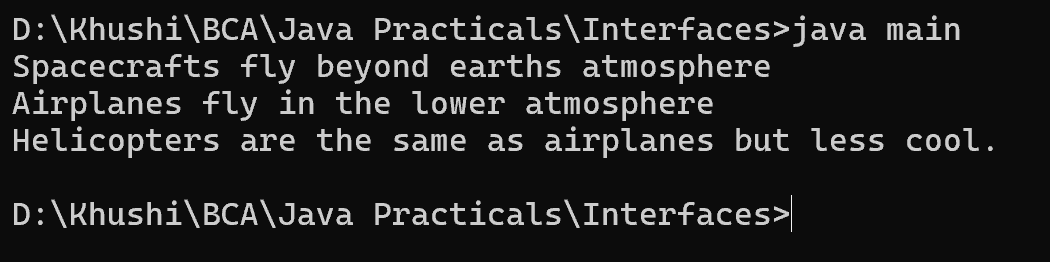 D:\Khushi\BCA\Java Practicals\Interfaces>java main
Spacecrafts fly beyond earths atmosphere
Airplanes fly in the lower atmosphere
Helicopters are the same as airplanes but less cool.
D:\Khushi\BCA\Java Practicals\Interfaces>